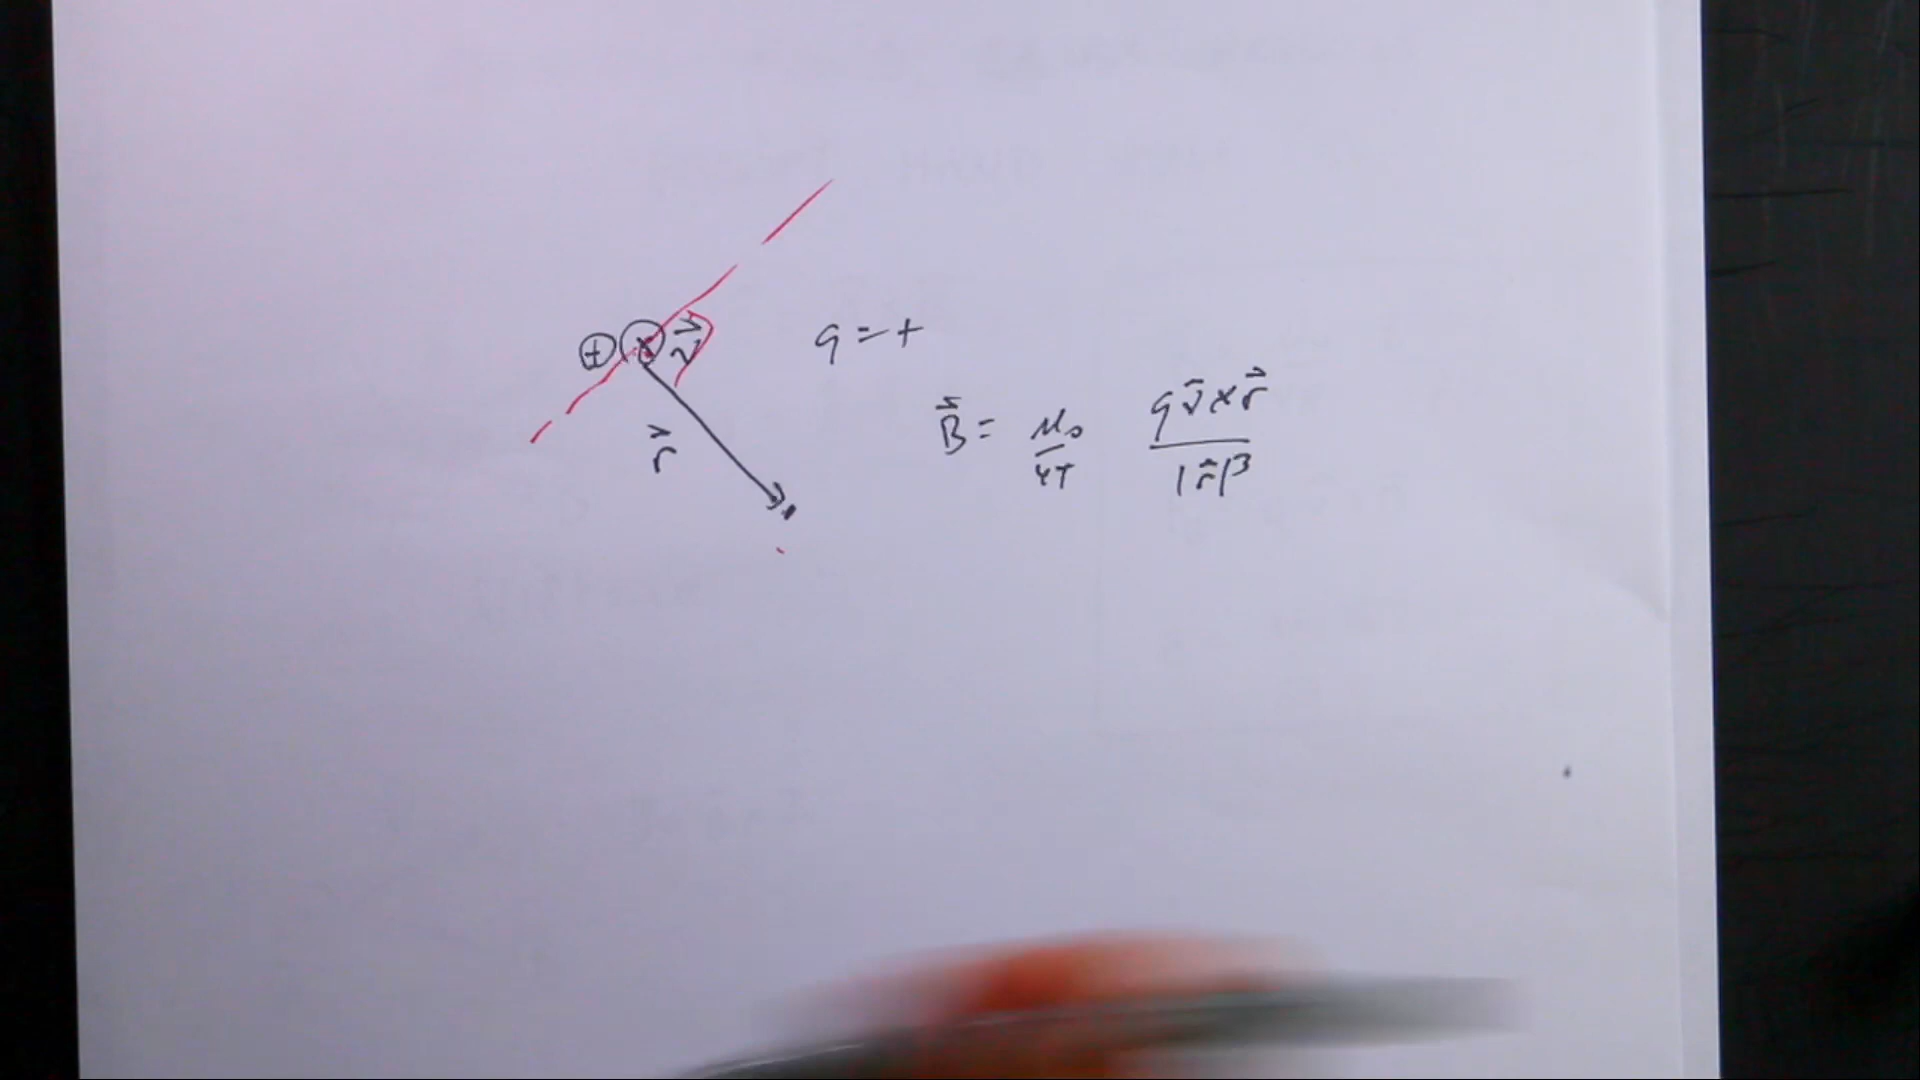 ⊕ ⊗ v⃗
q = +
r⃗
B⃗ = μ₀/4π q v⃗ × r⃗ / |r⃗|³